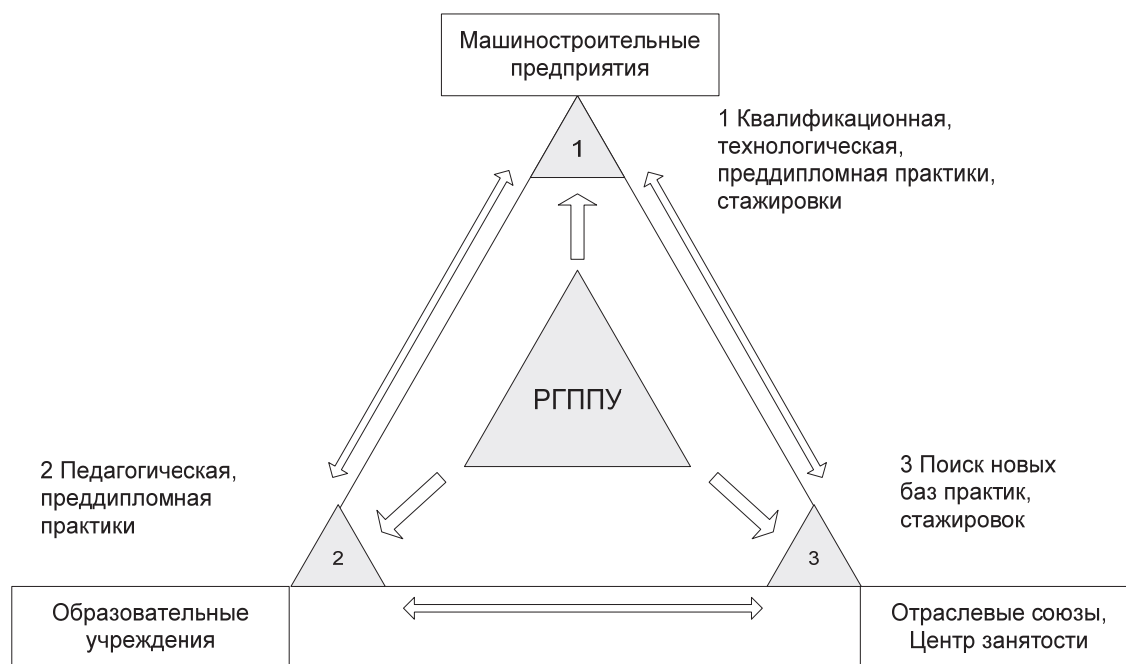 Машиностроительные
предприятия
1
1 Квалификационная,
технологическая,
преддипломная практики,
стажировки
РГППУ
2 Педагогическая,
преддипломная
практики
3 Поиск новых
баз практик,
стажировок
2
3
Образовательные
учреждения
Отраслевые союзы,
Центр занятости